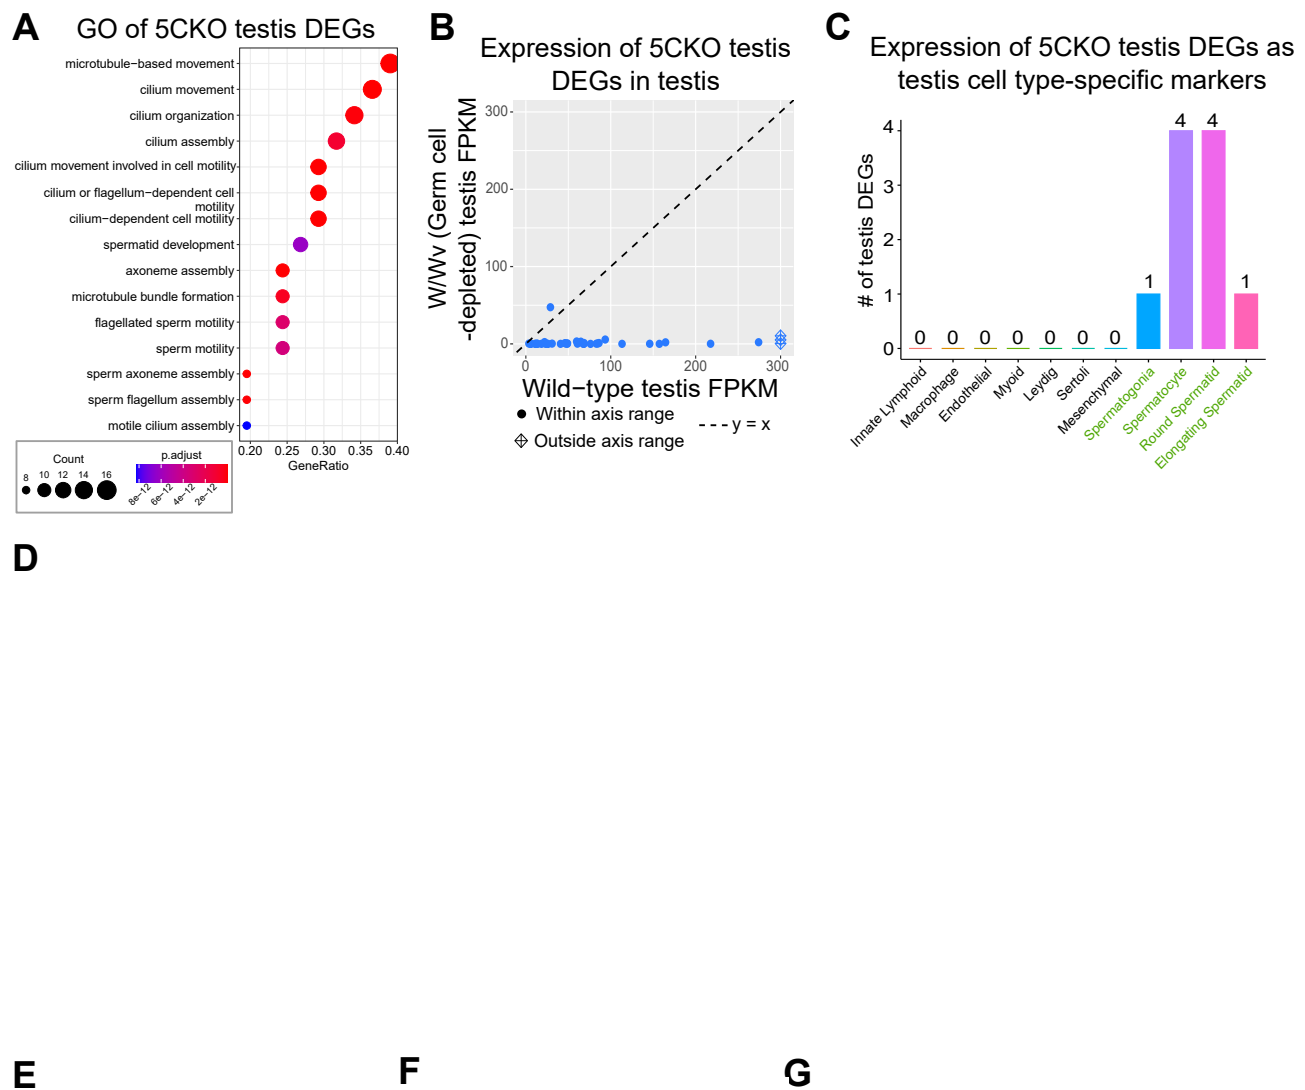 A
GO of 5CKO testis DEGs
microtubule-based movement
cilium movement
cilium organization
cilium assembly
cilium movement involved in cell motility
cilium or flagellum-dependent cell
motility
cilium-dependent cell motility
spermatid development
axoneme assembly
microtubule bundle formation
flagellated sperm motility
sperm motility
sperm axoneme assembly
sperm flagellum assembly
motile cilium assembly
0.20 0.25 0.30 0.35 0.40
GeneRatio
Count
8 10 12 14 16
p.adjust
8e−12 6e−12 4e−12 2e−12
B
Expression of 5CKO testis
DEGs in testis
W/Wv (Germ cell
-depleted) testis FPKM
300
200
100
0
0 100 200 300
Wild−type testis FPKM
Within axis range
y = x
Outside axis range
C
Expression of 5CKO testis DEGs as
testis cell type-specific markers
# of testis DEGs
4
3
2
1
0
0 0 0 0 0 0 0 1 4 4 1
Innate Lymphoid
Macrophage
Endothelial
Myoid
Leydig
Sertoli
Mesenchymal
Spermatogonia
Spermatocyte
Round Spermatid
Elongating Spermatid
D
E
F
G